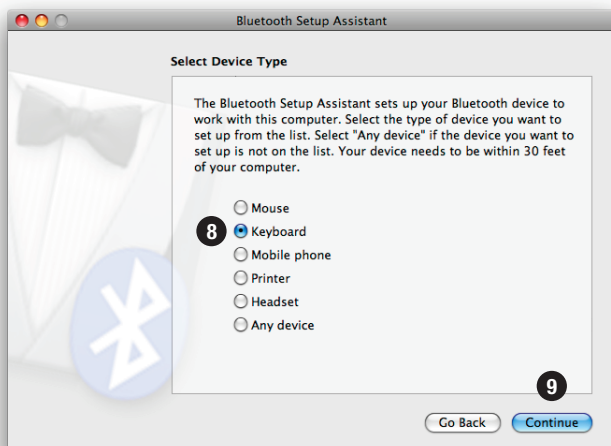 Bluetooth Setup Assistant
Select Device Type
The Bluetooth Setup Assistant sets up your Bluetooth device to
work with this computer. Select the type of device you want to
set up from the list. Select "Any device" if the device you want to
set up is not on the list. Your device needs to be within 30 feet
of your computer.
Mouse
8 Keyboard
Mobile phone
Printer
Headset
Any device
9
Go Back Continue